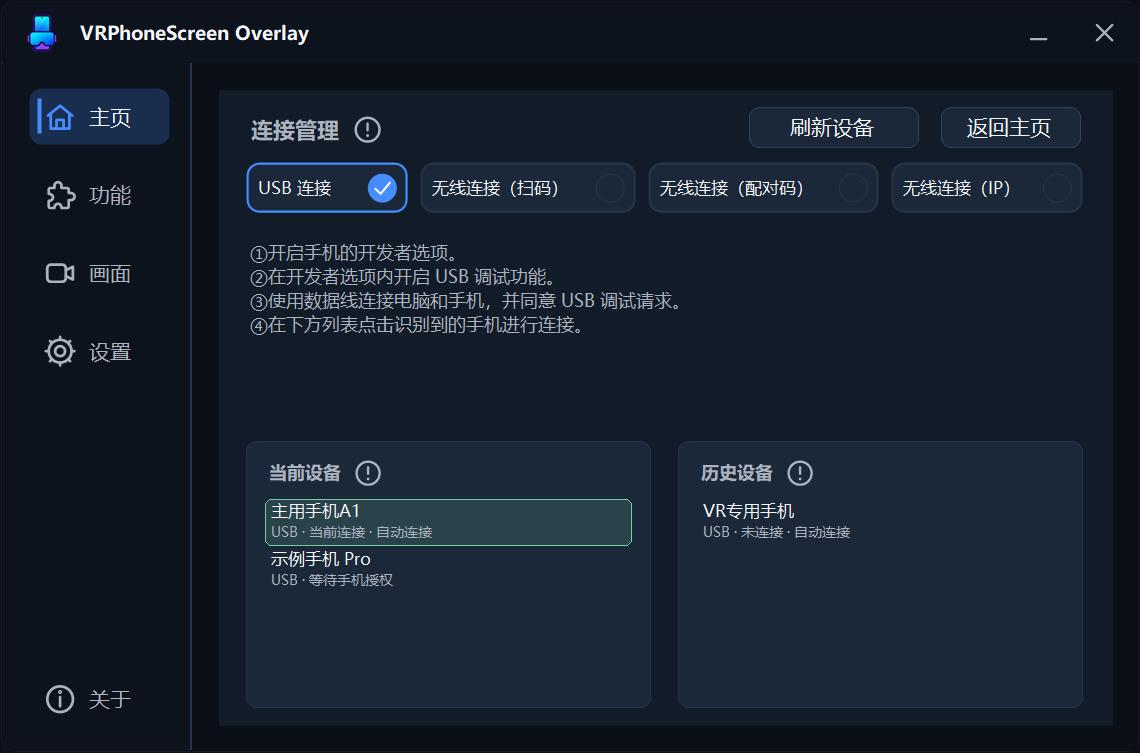 VRPhoneScreen Overlay
主页
功能
画面
设置
关于
连接管理
刷新设备
返回主页
USB 连接
无线连接（扫码）
无线连接（配对码）
无线连接（IP）
①开启手机的开发者选项。
②在开发者选项内开启 USB 调试功能。
③使用数据线连接电脑和手机，并同意 USB 调试请求。
④在下方列表点击识别到的手机进行连接。
当前设备
主用手机A1
USB · 当前连接 · 自动连接
示例手机 Pro
USB · 等待手机授权
历史设备
VR专用手机
USB · 未连接 · 自动连接